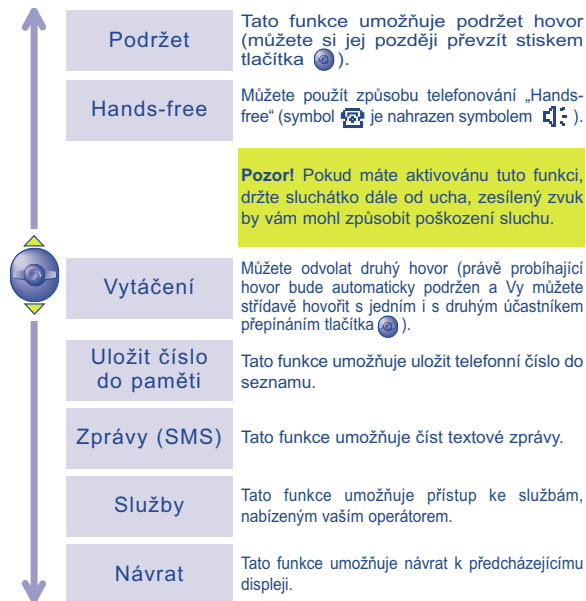 Podržet
Tato funkce umožňuje podržet hovor
(můžete si jej později převzít stiskem
tlačítka ).
Hands-free
Můžete použít způsobu telefonování „Hands-
free“ (symbol je nahrazen symbolem ).
Pozor! Pokud máte aktivovánu tuto funkci,
držte sluchátko dále od ucha, zesílený zvuk
by vám mohl způsobit poškození sluchu.
Vytáčení
Můžete odvolat druhý hovor (právě probíhající
hovor bude automaticky podržen a Vy můžete
střídavě hovořit s jedním i s druhým účastníkem
přepínáním tlačítka ).
Uložit číslo
do paměti
Tato funkce umožňuje uložit telefonní číslo do
seznamu.
Zprávy (SMS)
Tato funkce umožňuje číst textové zprávy.
Služby
Tato funkce umožňuje přístup ke službám,
nabízeným vaším operátorem.
Návrat
Tato funkce umožňuje návrat k předcházejícímu
displeji.